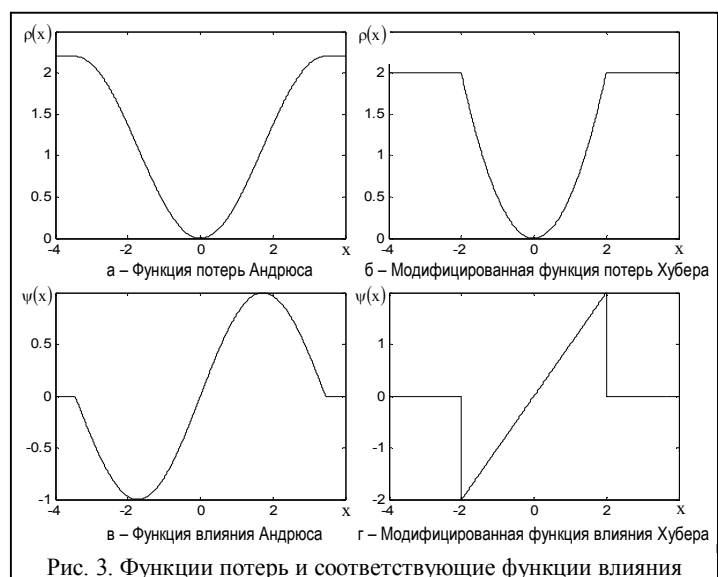 ρ(x)
2
1.5
1
0.5
0
-4
-2
0
2
x
а – Функция потерь Андрюса
ρ(x)
2
1.5
1
0.5
0
-4
-2
0
2
x
б – Модифицированная функция потерь Хубера
ψ(x)
0.5
0
-0.5
-1
-4
-2
0
2
x
в – Функция влияния Андрюса
ψ(x)
1
0
-1
-2
-4
-2
0
2
x
г – Модифицированная функция влияния Хубера
Рис. 3. Функции потерь и соответствующие функции влияния